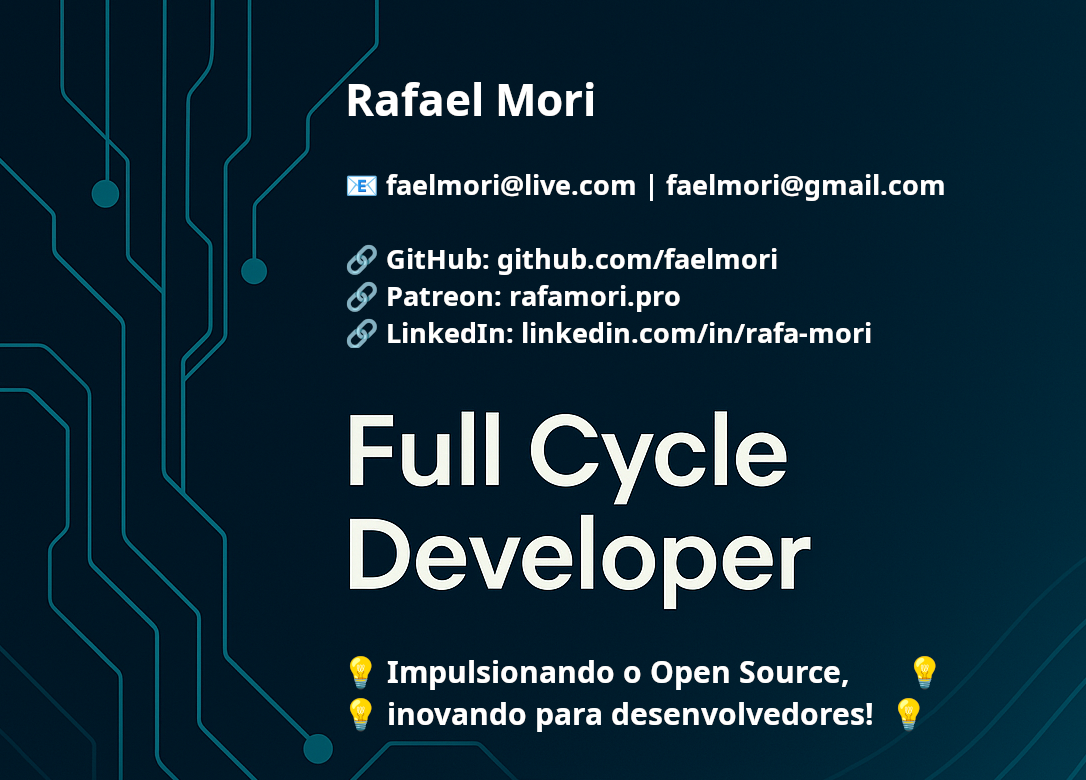 Rafael Mori
📧 faelmori@live.com | faelmori@gmail.com
🔗 GitHub: github.com/faelmori
🔗 Patreon: rafamori.pro
🔗 LinkedIn: linkedin.com/in/rafa-mori
Full Cycle
Developer
💡 Impulsionando o Open Source, 💡
💡 inovando para desenvolvedores! 💡